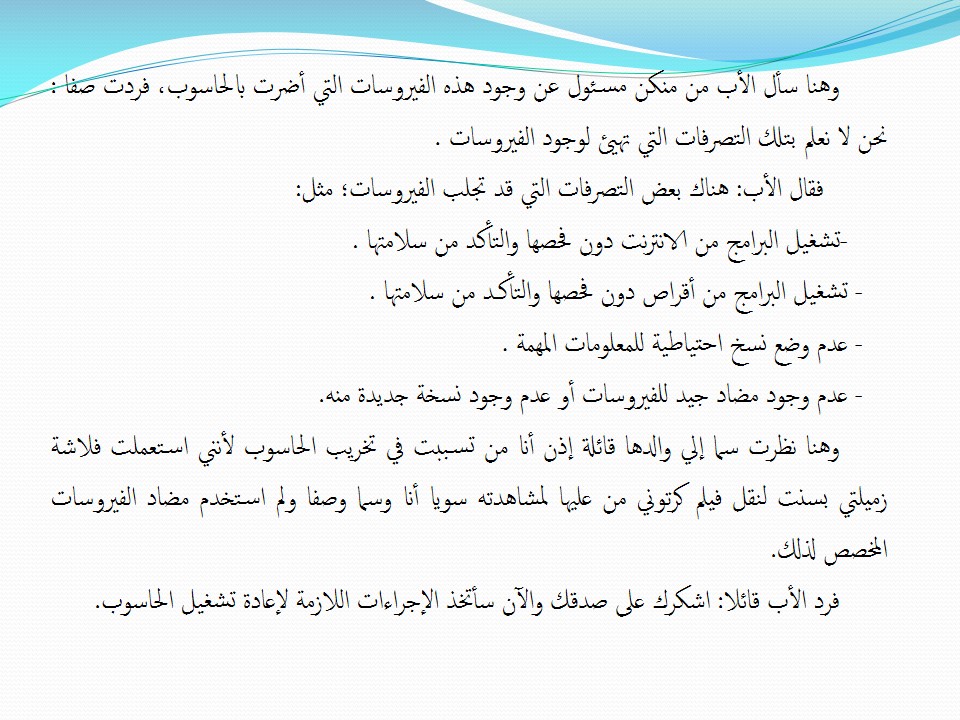 وهنا سأل الأب من منكن مسئول عن وجود هذه الفيروسات التي أضرت بالحاسوب، فردت صفا :
نحن لا نعلم بتلك التصرفات التي تهيئ لوجود الفيروسات .
فقال الأب: هناك بعض التصرفات التي قد تجلب الفيروسات؛ مثل:
-تشغيل البرامج من الانترنت دون فحصها والتأكد من سلامتها .
- تشغيل البرامج من أقراص دون فحصها والتأكد من سلامتها .
- عدم وضع نسخ احتياطية للمعلومات المهمة .
- عدم وجود مضاد جيد للفيروسات أو عدم وجود نسخة جديدة منه.
وهنا نظرت سما إلي والدها قائلة إذن أنا من تسببت في تخريب الحاسوب لأنني استعملت فلاشة
زميلتي بسنت لنقل فيلم كرتوني من عليها لمشاهدته سويا أنا وسما وصفا ولم استخدم مضاد الفيروسات
المخصص لذلك.
فرد الأب قائلا: اشكرك على صدقك والآن سأتخذ الإجراءات اللازمة لإعادة تشغيل الحاسوب.